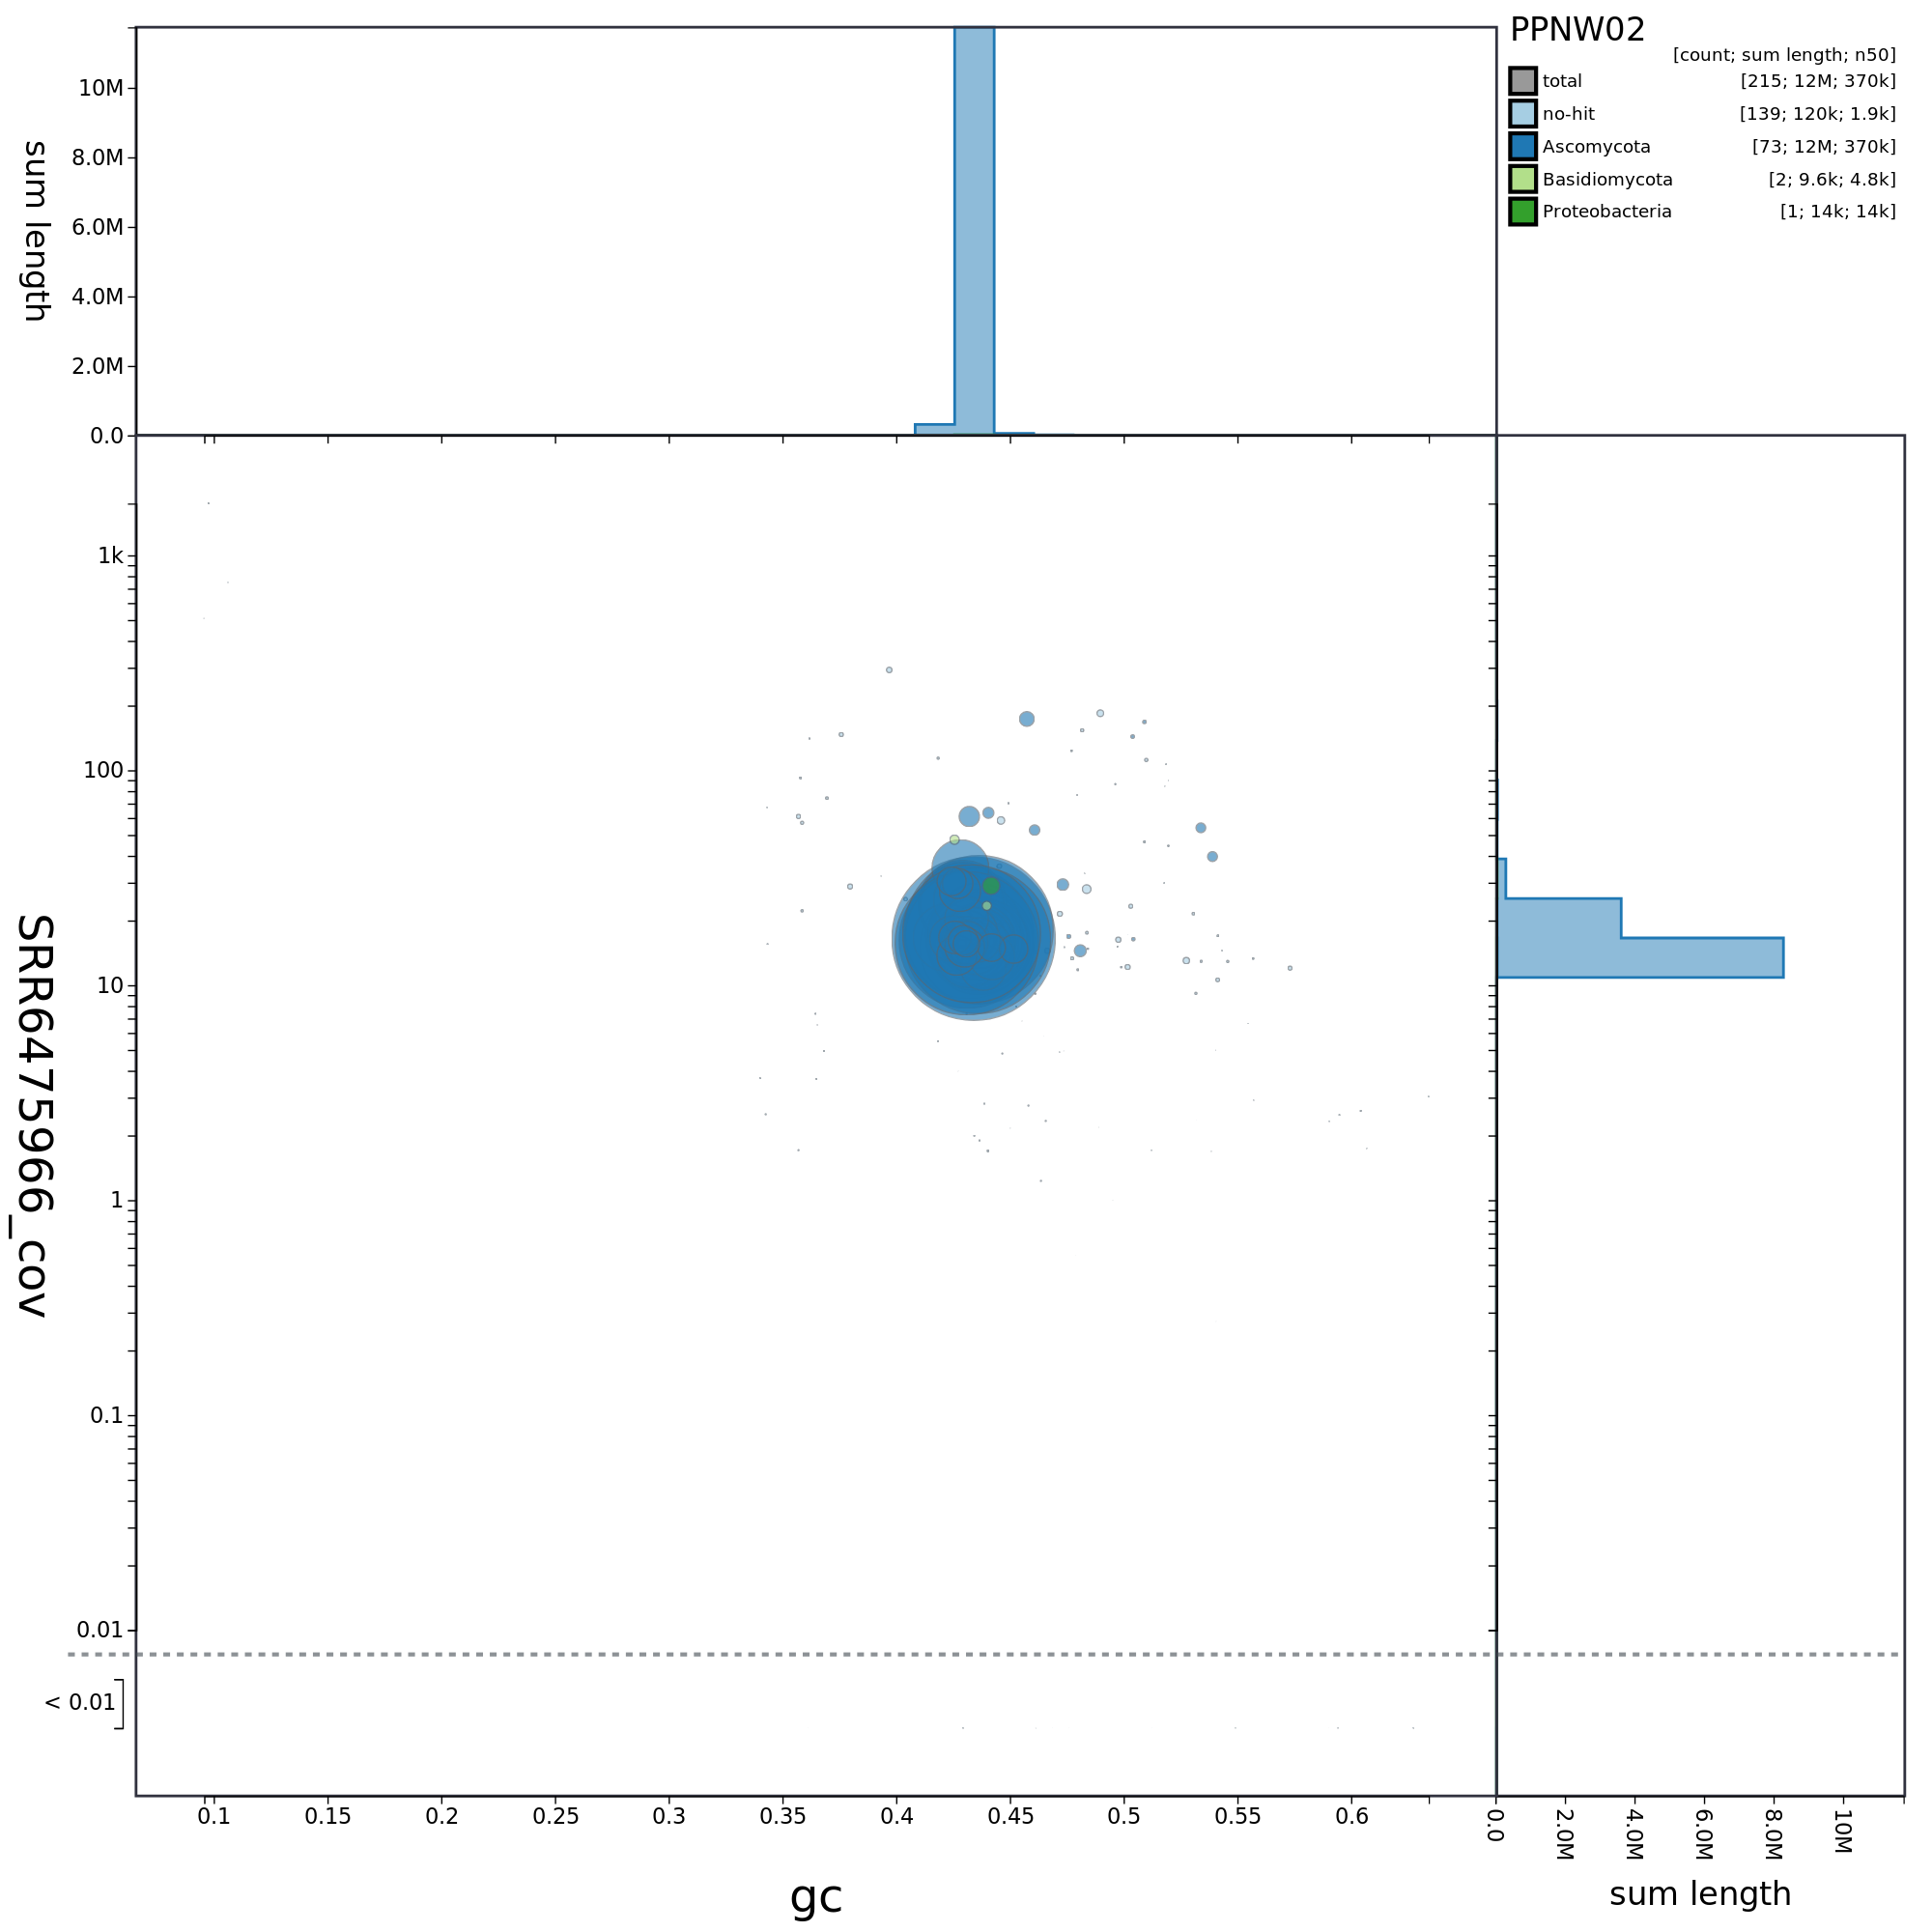 PPNW02
[count; sum length; n50]
total [215; 12M; 370k]
no-hit [139; 120k; 1.9k]
Ascomycota [73; 12M; 370k]
Basidiomycota [2; 9.6k; 4.8k]
Proteobacteria [1; 14k; 14k]
sum length
10M
8.0M
6.0M
4.0M
2.0M
0.0
SRR6475966_cov
1k
100
10
1
0.1
0.01
< 0.01
0.1 0.15 0.2 0.25 0.3 0.35 0.4 0.45 0.5 0.55 0.6
gc
0.0 2.0M 4.0M 6.0M 8.0M 10M
sum length